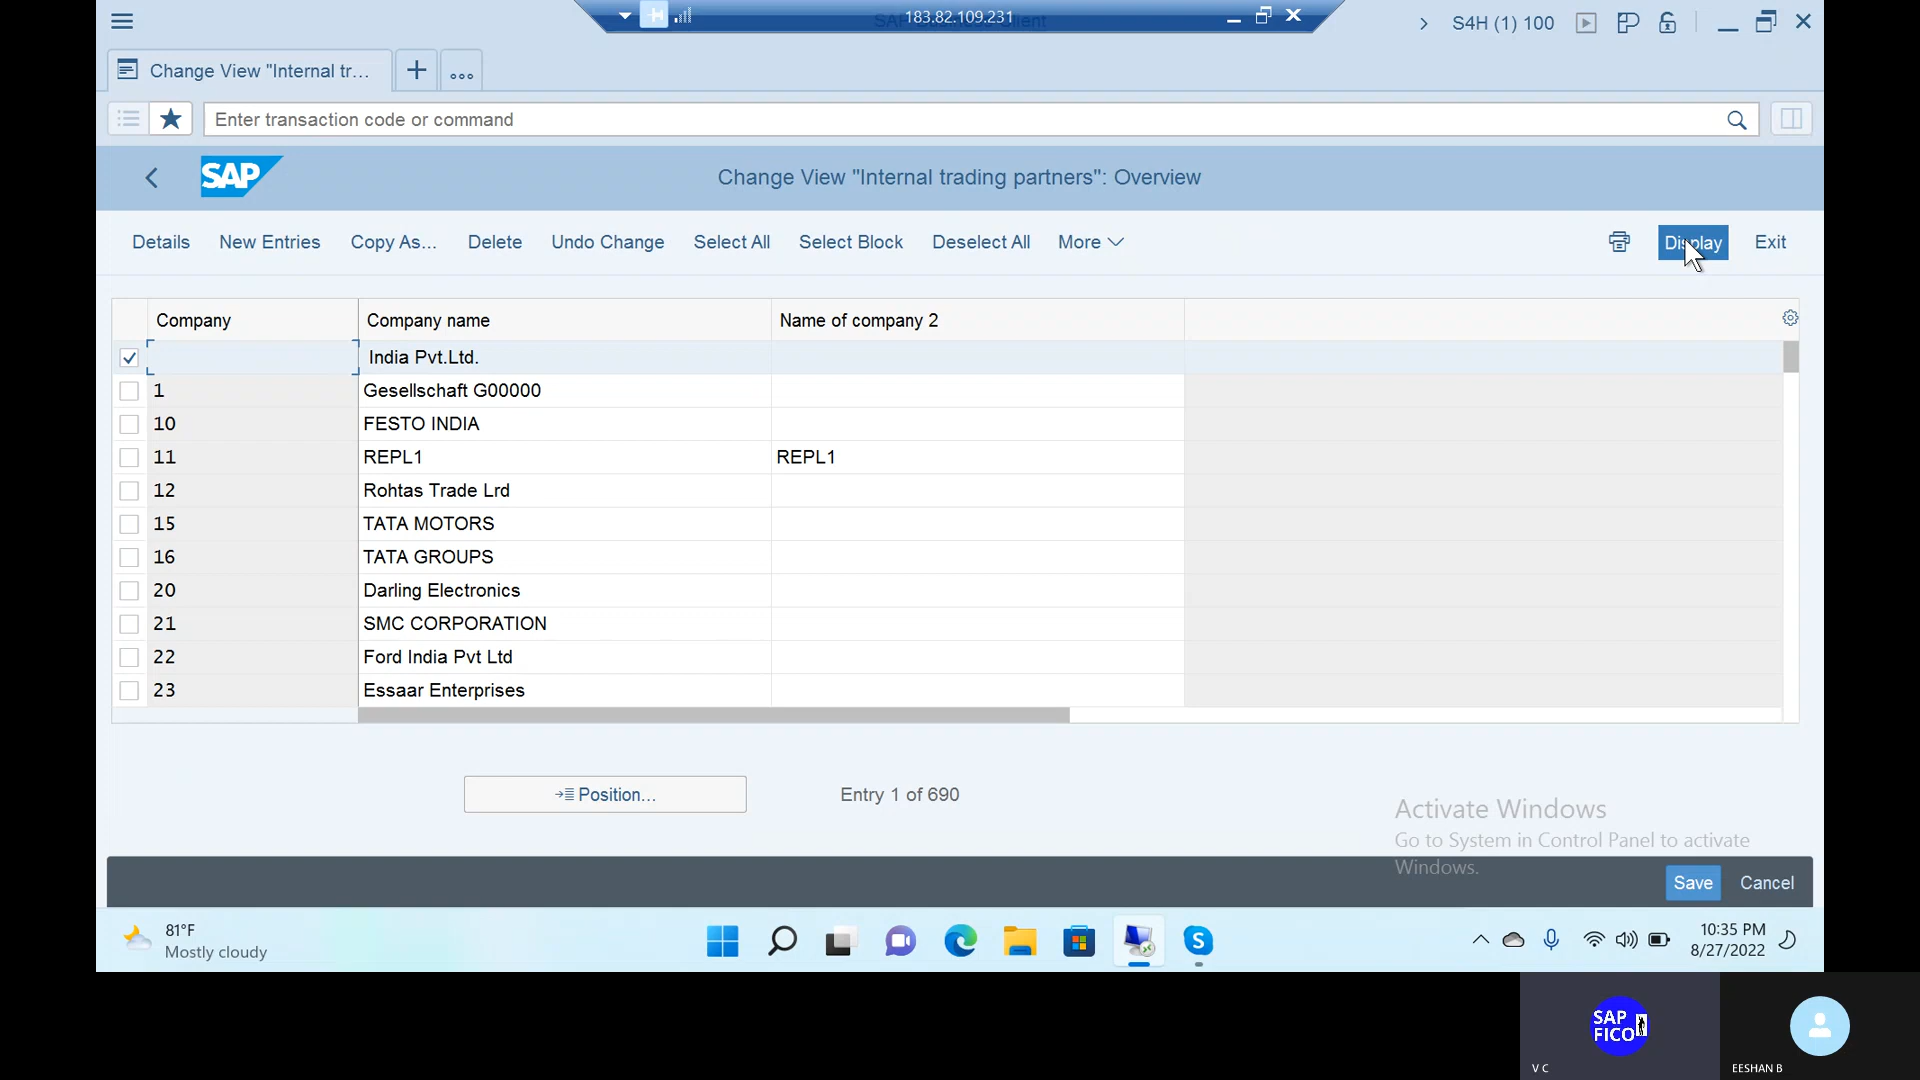 183.82.109.231
S4H (1) 100
Change View "Internal tr...
Enter transaction code or command
SAP
Change View "Internal trading partners": Overview
Details New Entries Copy As... Delete Undo Change Select All Select Block Deselect All More Display Exit
Company Company name Name of company 2
India Pvt.Ltd.
1 Gesellschaft G00000
10 FESTO INDIA
11 REPL1 REPL1
12 Rohtas Trade Lrd
15 TATA MOTORS
16 TATA GROUPS
20 Darling Electronics
21 SMC CORPORATION
22 Ford India Pvt Ltd
23 Essaar Enterprises
Position... Entry 1 of 690
Activate Windows
Go to System in Control Panel to activate
Windows.
Save Cancel
81°F
Mostly cloudy
10:35 PM
8/27/2022
SAP
FICO
V C
EESHAN B